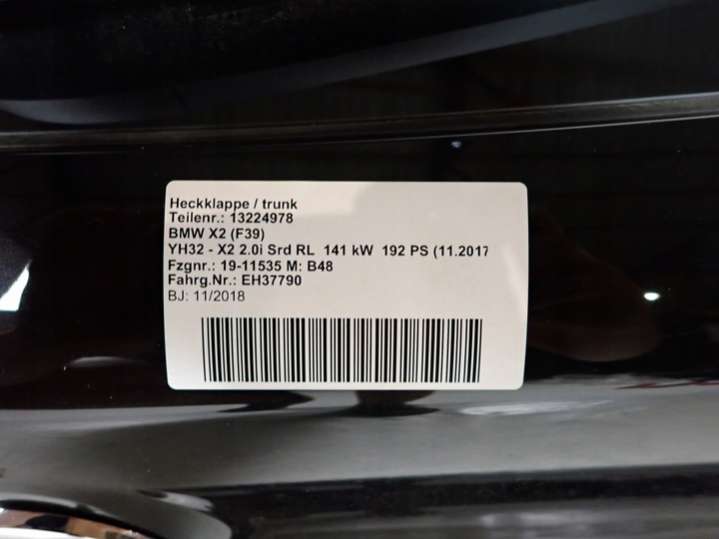 Heckklappe / trunk
Teilenr.: 13224978
BMW X2 (F39)
YH32 - X2 2.0i Srd RL 141 kW 192 PS (11.2017
Fzgnr.: 19-11535 M: B48
Fahrg.Nr.: EH37790
BJ: 11/2018